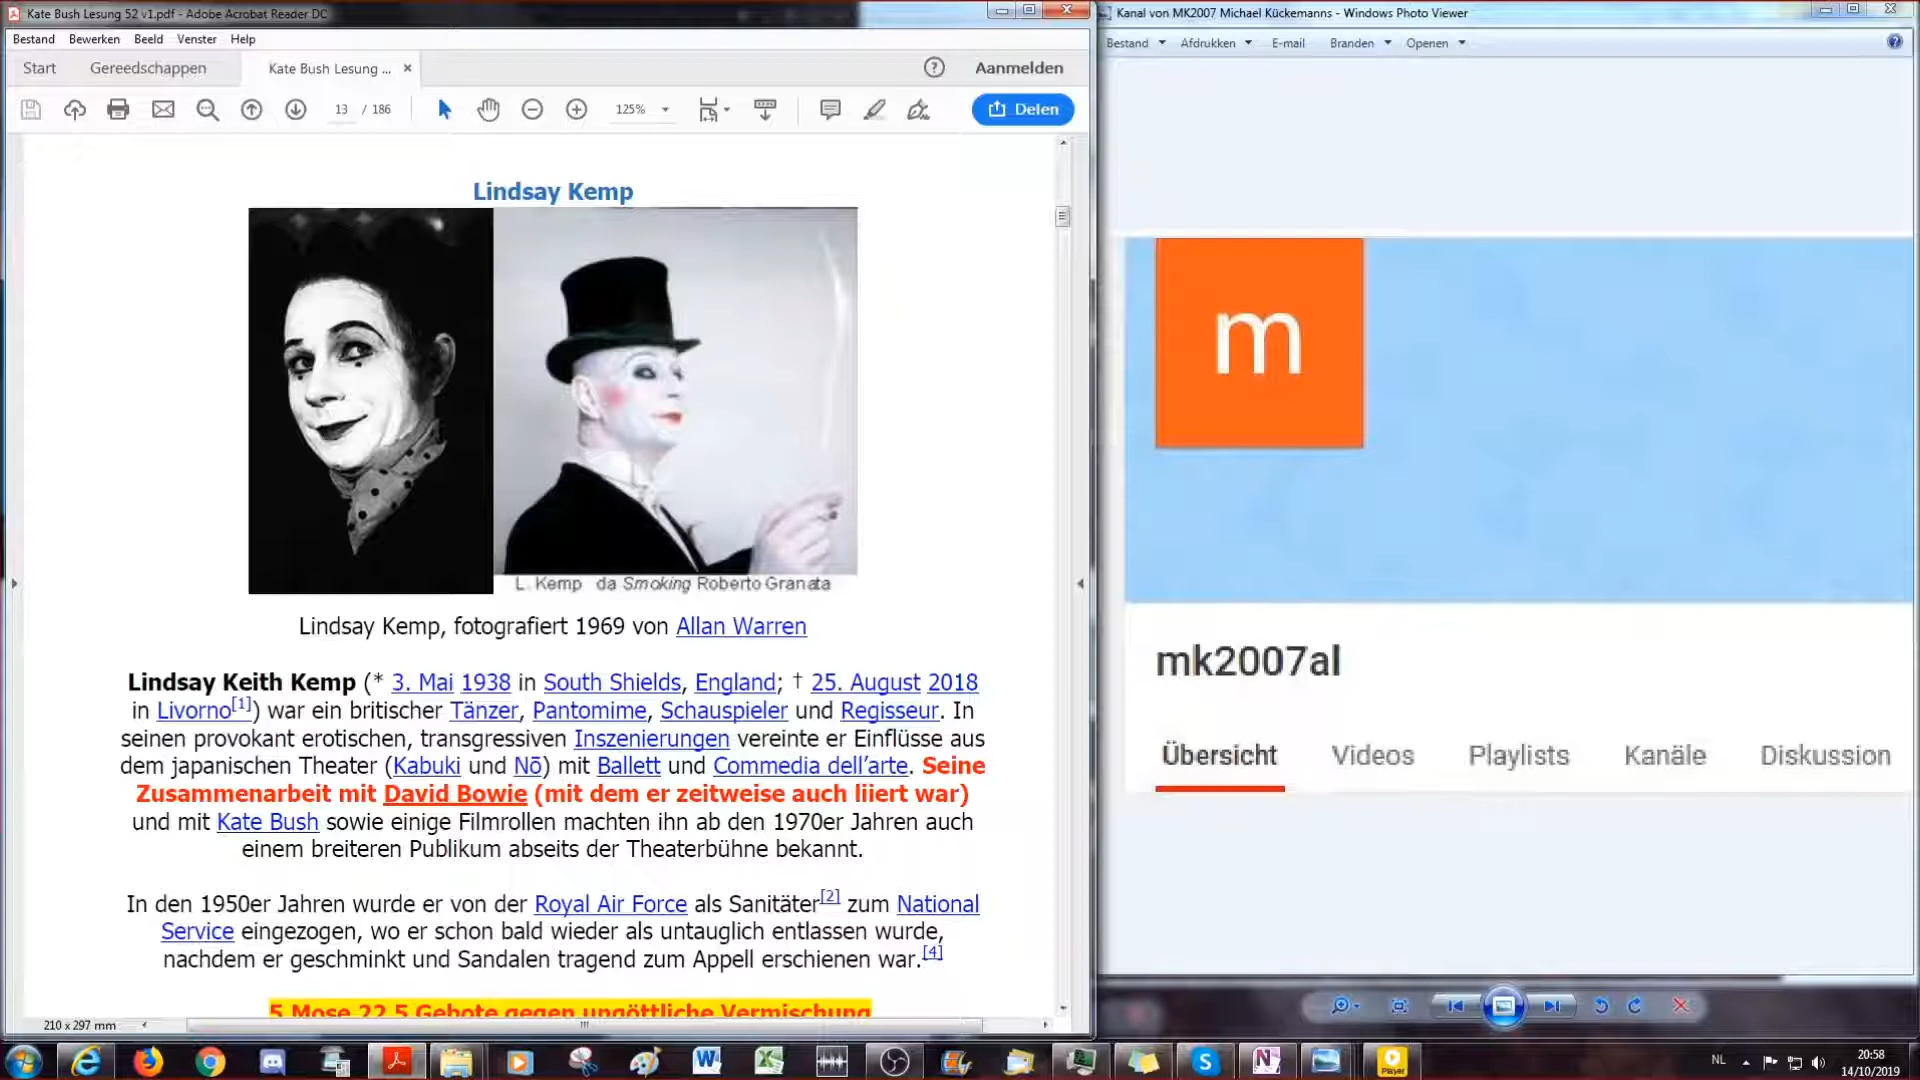 Kate Bush Lesung 52 v1.pdf - Adobe Acrobat Reader DC
Bestand Bewerken Beeld Venster Help
Start Gereedschappen Kate Bush Lesung ... × Aanmelden
13 / 186 125% Delen
Lindsay Kemp
L. Kemp da Smoking Roberto Granata
Lindsay Kemp, fotografiert 1969 von Allan Warren
Lindsay Keith Kemp (* 3. Mai 1938 in South Shields, England; † 25. August 2018
in Livorno[1]) war ein britischer Tänzer, Pantomime, Schauspieler und Regisseur. In
seinen provokant erotischen, transgressiven Inszenierungen vereinte er Einflüsse aus
dem japanischen Theater (Kabuki und Nō) mit Ballett und Commedia dell’arte. Seine
Zusammenarbeit mit David Bowie (mit dem er zeitweise auch liiert war)
und mit Kate Bush sowie einige Filmrollen machten ihn ab den 1970er Jahren auch
einem breiteren Publikum abseits der Theaterbühne bekannt.
In den 1950er Jahren wurde er von der Royal Air Force als Sanitäter[2] zum National
Service eingezogen, wo er schon bald wieder als untauglich entlassen wurde,
nachdem er geschminkt und Sandalen tragend zum Appell erschienen war.[4]
5 Mose 22,5 Gebote gegen ungöttliche Vermischung
210 x 297 mm
Kanal von MK2007 Michael Kückemanns - Windows Photo Viewer
Bestand Afdrukken E-mail Branden Openen
m
mk2007al
Übersicht Videos Playlists Kanäle Diskussion
Player
NL
20:58
14/10/2019